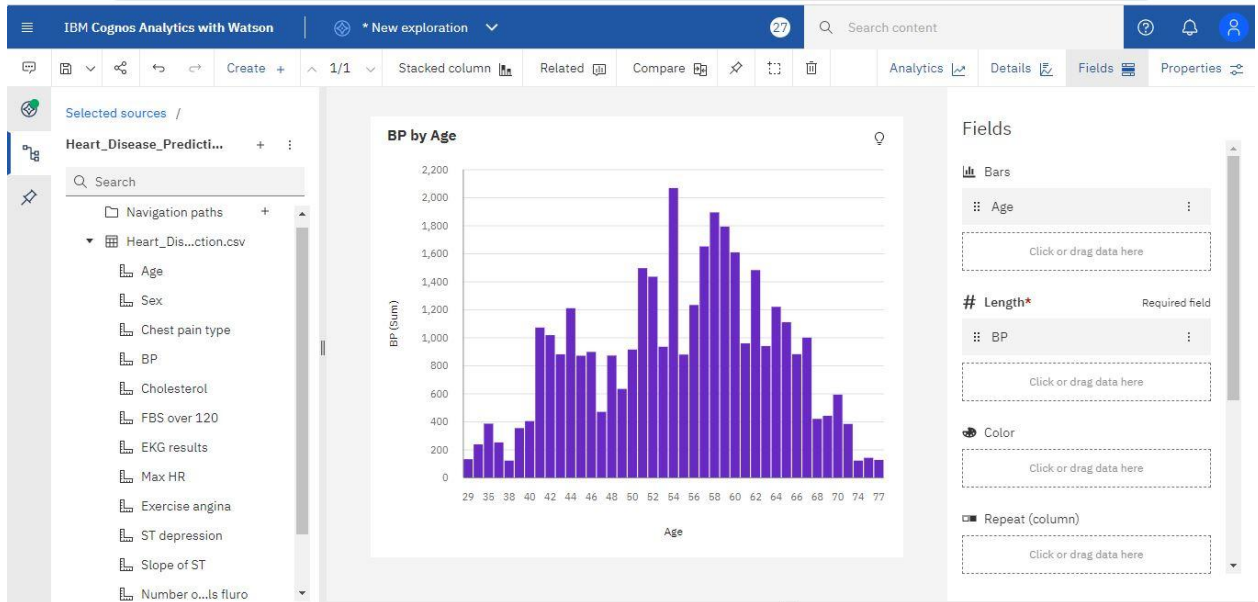 IBM Cognos Analytics with Watson
* New exploration
27
Search content
Create +
1/1
Stacked column
Related
Compare
Analytics
Details
Fields
Properties
Selected sources /
Heart_Disease_Predicti...
Search
Navigation paths
Heart_Dis...ction.csv
Age
Sex
Chest pain type
BP
Cholesterol
FBS over 120
EKG results
Max HR
Exercise angina
ST depression
Slope of ST
Number o...ls fluro
BP by Age
2,200
2,000
1,800
1,600
1,400
1,200
1,000
800
600
400
200
0
BP (Sum)
29 35 38 40 42 44 46 48 50 52 54 56 58 60 62 64 66 68 70 74 77
Age
Fields
Bars
Age
Click or drag data here
# Length* Required field
BP
Click or drag data here
Color
Click or drag data here
Repeat (column)
Click or drag data here